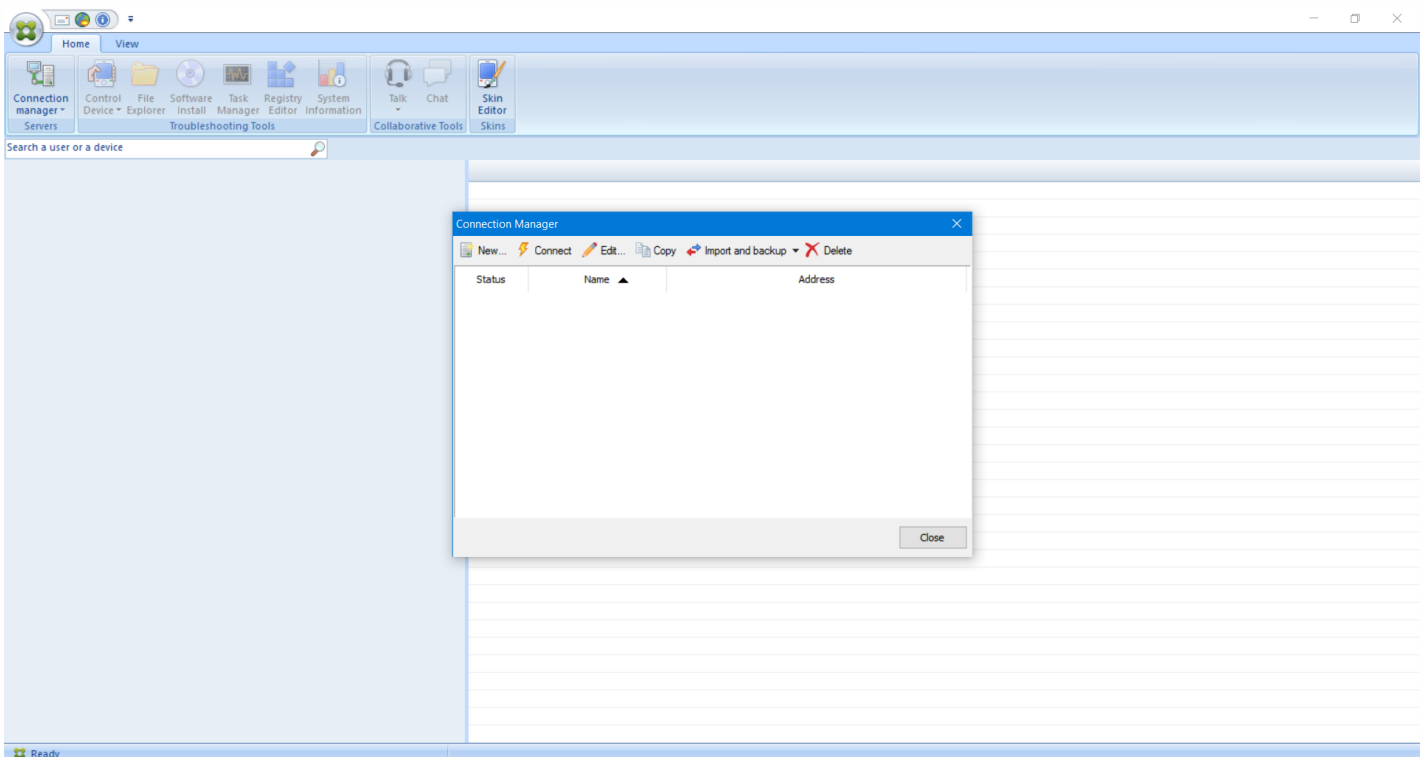 Home View
Connection manager
Control Device
File Explorer
Software Install
Task Manager
Registry Editor
System Information
Talk
Chat
Skin Editor
Servers
Troubleshooting Tools
Collaborative Tools
Skins
Search a user or a device
Connection Manager
New... Connect Edit... Copy Import and backup Delete
Status Name Address
Close
Ready